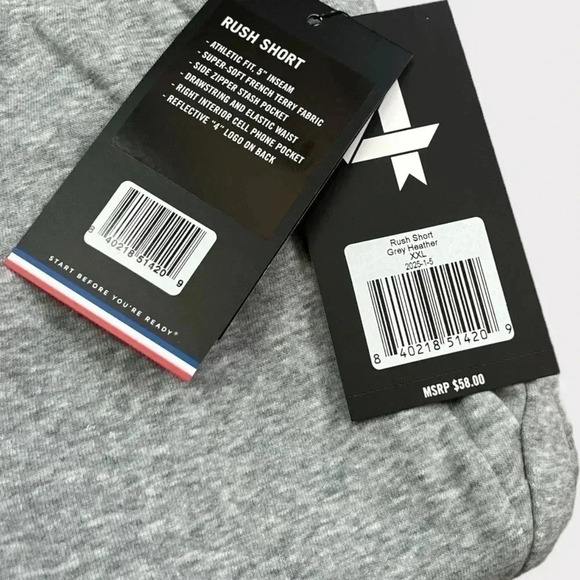 RUSH SHORT
- ATHLETIC FIT, 5" INSEAM
- SUPER-SOFT FRENCH TERRY FABRIC
- SIDE ZIPPER STASH POCKET
- DRAWSTRING AND ELASTIC WAIST
- RIGHT INTERIOR CELL PHONE POCKET
- REFLECTIVE "4" LOGO ON BACK
8 40218 51420 9
START BEFORE YOU'RE READY®
Rush Short
Grey Heather
XXL
2025-1-5
8 40218 51420 9
MSRP $58.00